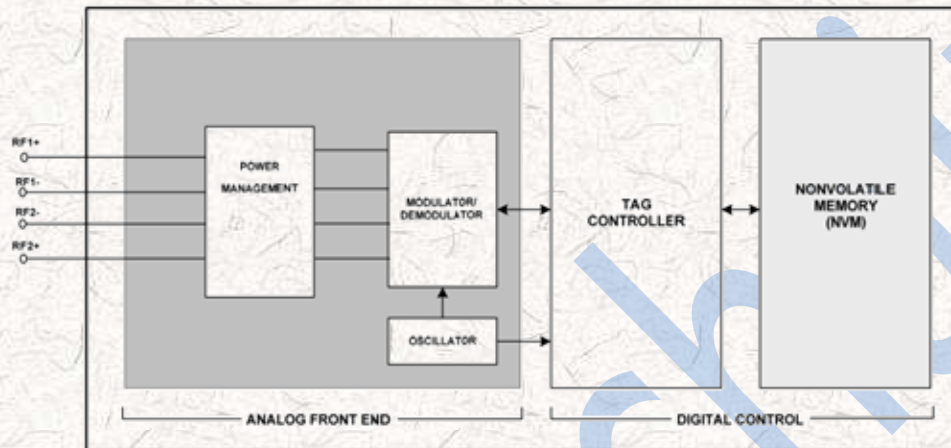 RF1+
RF1-
RF2-
RF2+
POWER
MANAGEMENT
MODULATOR/
DEMODULATOR
OSCILLATOR
TAG
CONTROLLER
NONVOLATILE
MEMORY
(NVM)
ANALOG FRONT END
DIGITAL CONTROL